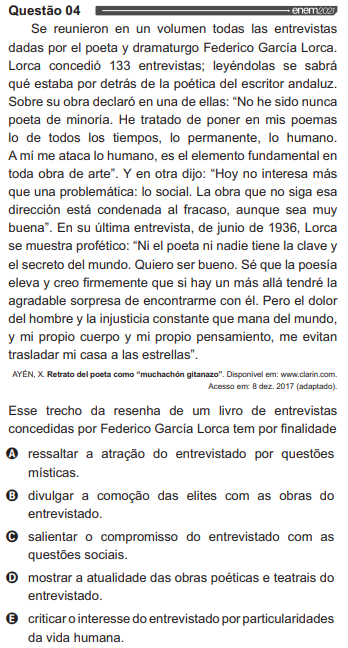 Questão 04 enem2021
Se reunieron en un volumen todas las entrevistas
dadas por el poeta y dramaturgo Federico García Lorca.
Lorca concedió 133 entrevistas; leyéndolas se sabrá
qué estaba por detrás de la poética del escritor andaluz.
Sobre su obra declaró en una de ellas: “No he sido nunca
poeta de minoría. He tratado de poner en mis poemas
lo de todos los tiempos, lo permanente, lo humano.
A mí me ataca lo humano, es el elemento fundamental en
toda obra de arte”. Y en otra dijo: “Hoy no interesa más
que una problemática: lo social. La obra que no siga esa
dirección está condenada al fracaso, aunque sea muy
buena”. En su última entrevista, de junio de 1936, Lorca
se muestra profético: “Ni el poeta ni nadie tiene la clave y
el secreto del mundo. Quiero ser bueno. Sé que la poesía
eleva y creo firmemente que si hay un más allá tendré la
agradable sorpresa de encontrarme con él. Pero el dolor
del hombre y la injusticia constante que mana del mundo,
y mi propio cuerpo y mi propio pensamiento, me evitan
trasladar mi casa a las estrellas”.
AYÉN, X. Retrato del poeta como “muchachón gitanazo”. Disponível em: www.clarin.com.
Acesso em: 8 dez. 2017 (adaptado).
Esse trecho da resenha de um livro de entrevistas
concedidas por Federico García Lorca tem por finalidade
A ressaltar a atração do entrevistado por questões
místicas.
B divulgar a comoção das elites com as obras do
entrevistado.
C salientar o compromisso do entrevistado com as
questões sociais.
D mostrar a atualidade das obras poéticas e teatrais do
entrevistado.
E criticar o interesse do entrevistado por particularidades
da vida humana.